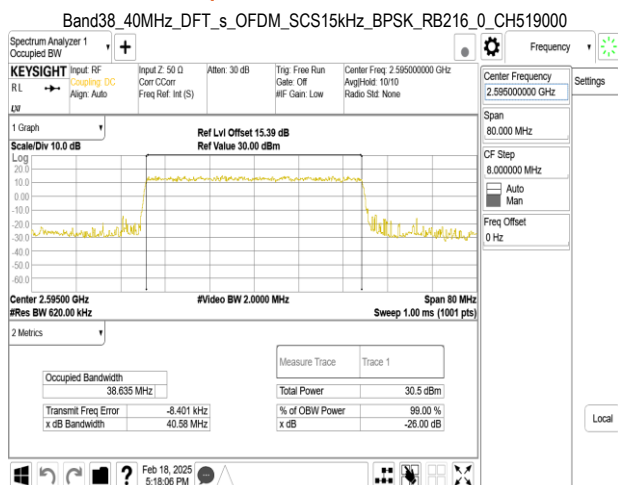 Band38_40MHz_DFT_s_OFDM_SCS15kHz_BPSK_RB216_0_CH519000
Spectrum Analyzer 1
Occupied BW
+
Frequency
KEYSIGHT
Input: RF
Input Z: 50 Ω
Atten: 30 dB
Trig: Free Run
Center Freq: 2.595000000 GHz
RL
Coupling: DC
Corr CCorr
Gate: Off
Avg|Hold: 10/10
Align: Auto
Freq Ref: Int (S)
#IF Gain: Low
Radio Std: None
LXI
Center Frequency
2.595000000 GHz
Settings
Span
80.000 MHz
CF Step
8.000000 MHz
Auto
Man
Freq Offset
0 Hz
Local
1 Graph
Ref Lvl Offset 15.39 dB
Scale/Div 10.0 dB
Ref Value 30.00 dBm
Log
20.0
10.0
0.00
-10.0
-20.0
-30.0
-40.0
-50.0
-60.0
Center 2.59500 GHz
#Video BW 2.0000 MHz
Span 80 MHz
#Res BW 620.00 kHz
Sweep 1.00 ms (1001 pts)
2 Metrics
Measure Trace
Trace 1
Occupied Bandwidth
38.635 MHz
Total Power
30.5 dBm
Transmit Freq Error
-8.401 kHz
% of OBW Power
99.00 %
x dB Bandwidth
40.58 MHz
x dB
-26.00 dB
?
Feb 18, 2025
5:18:06 PM